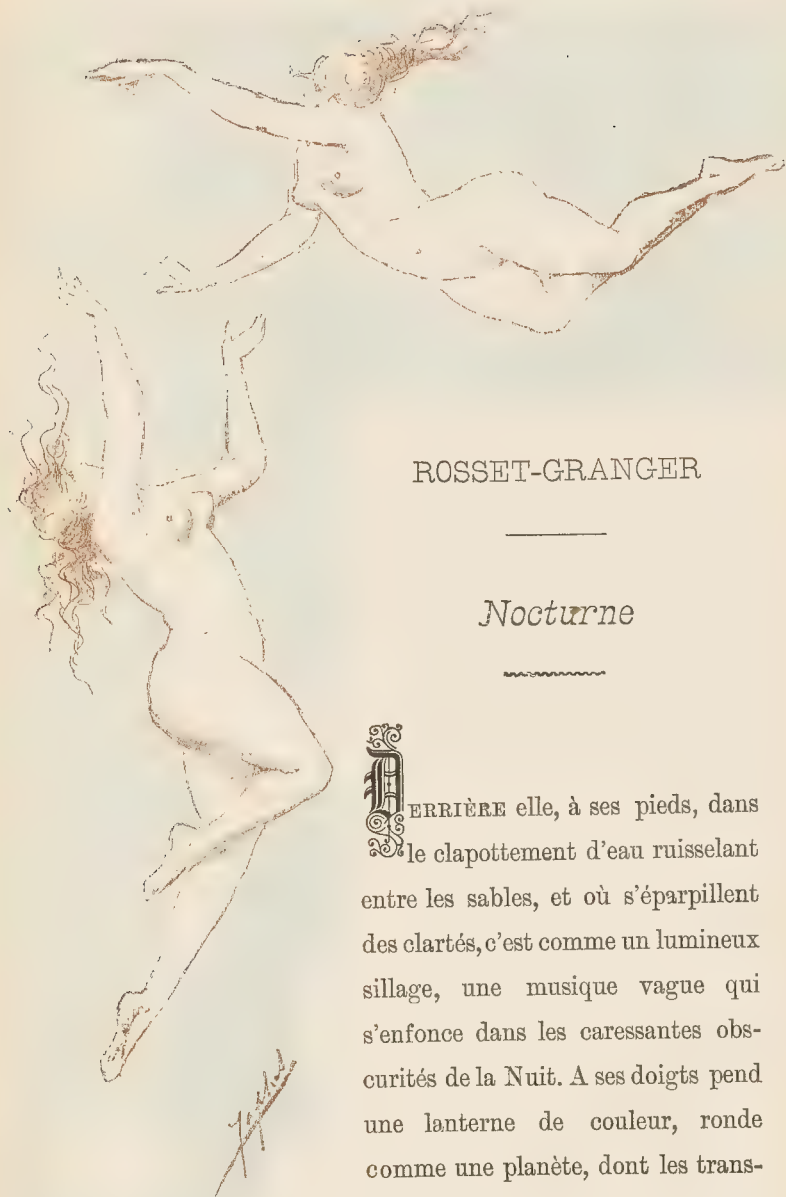 ROSSET-GRANGER
Nocturne
DERRIÈRE elle, à ses pieds, dans
le clapottement d'eau ruisselant
entre les sables, et où s'éparpillent
des clartés, c'est comme un lumineux
sillage, une musique vague qui
s'enfonce dans les caressantes obs-
curités de la Nuit. A ses doigts pend
une lanterne de couleur, ronde
comme une planète, dont les trans-